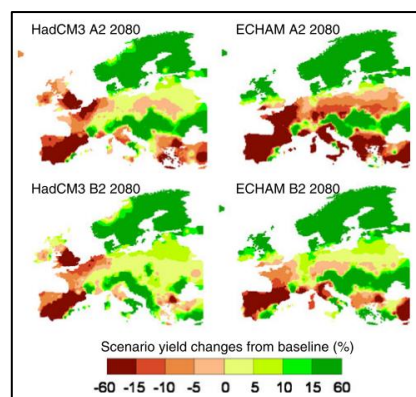 HadCM3 A2 2080
ECHAM A2 2080
HadCM3 B2 2080
ECHAM B2 2080
Scenario yield changes from baseline (%)
-60 -15 -10 -5 0 5 10 15 60